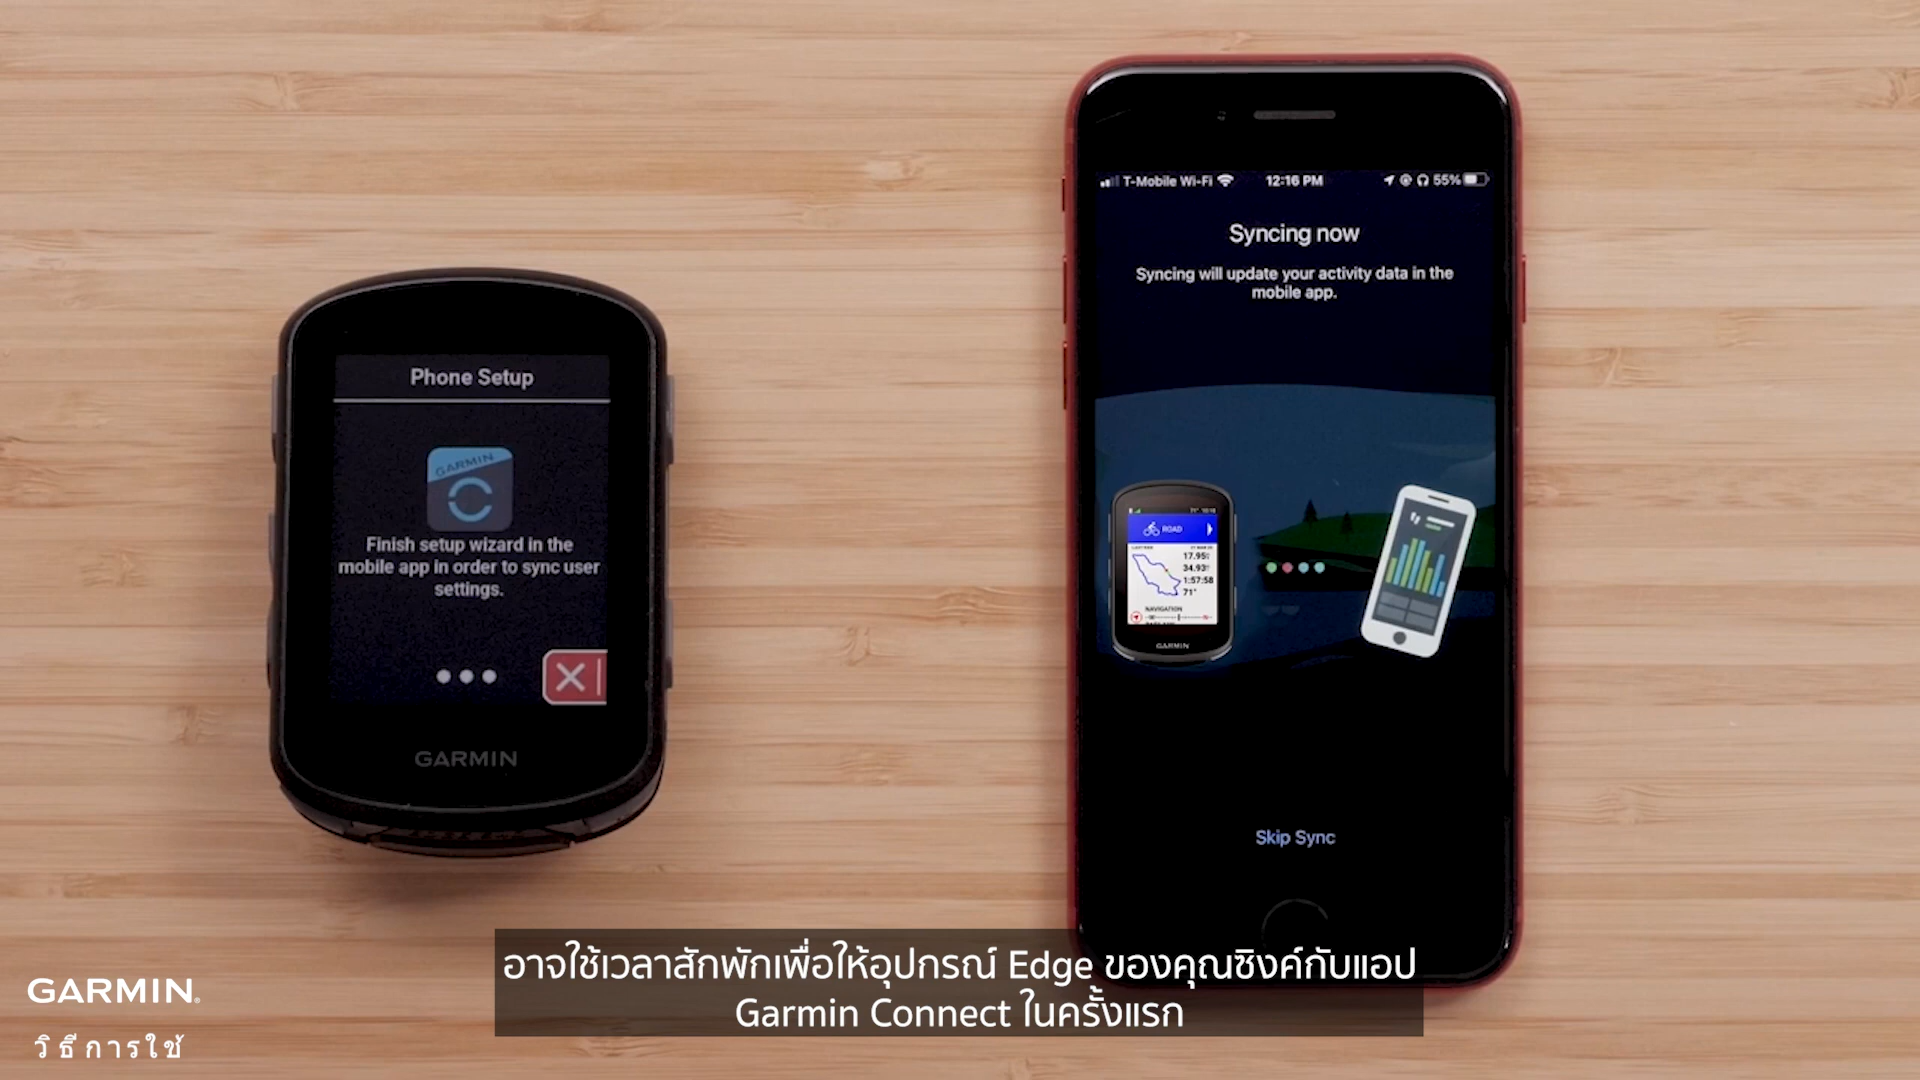 Phone Setup
GARMIN
Finish setup wizard in the
mobile app in order to sync user
settings.
GARMIN
T-Mobile Wi-Fi 12:16 PM 55%
Syncing now
Syncing will update your activity data in the
mobile app.
ROAD
17.95
34.93
1:57:58
71°
NAVIGATION
GARMIN
Skip Sync
อาจใช้เวลาสักพักเพื่อให้อุปกรณ์ Edge ของคุณซิงค์กับแอป
Garmin Connect ในครั้งแรก
GARMIN.
วิธีการใช้